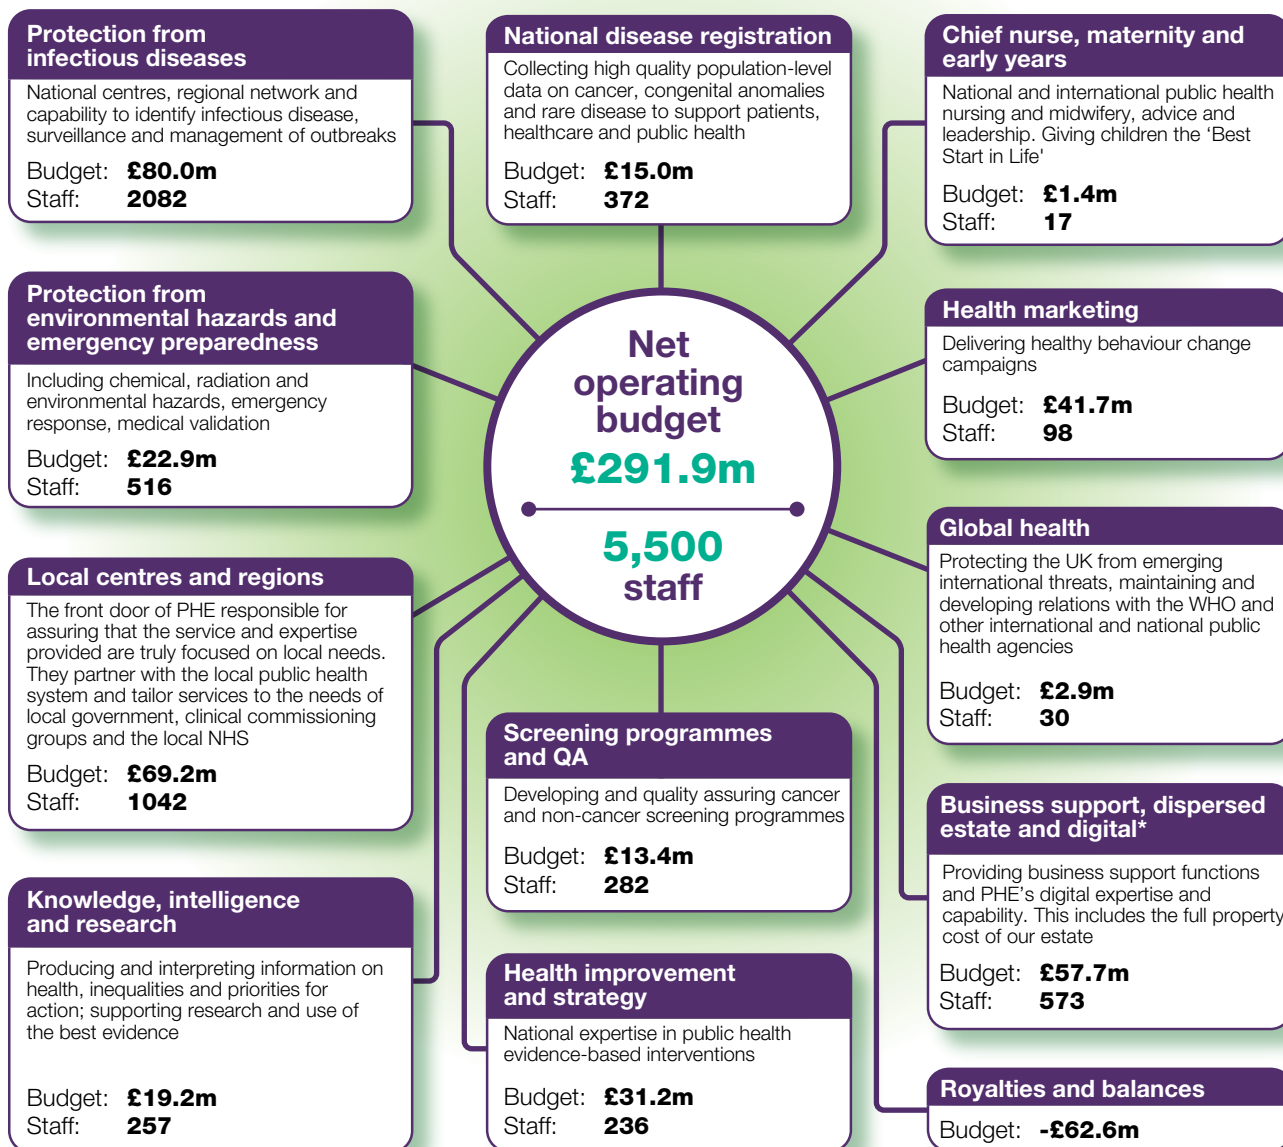 Protection from
infectious diseases
National centres, regional network and
capability to identify infectious disease,
surveillance and management of outbreaks
Budget: £80.0m
Staff: 2082
National disease registration
Collecting high quality population-level
data on cancer, congenital anomalies
and rare disease to support patients,
healthcare and public health
Budget: £15.0m
Staff: 372
Chief nurse, maternity and
early years
National and international public health
nursing and midwifery, advice and
leadership. Giving children the ‘Best
Start in Life'
Budget: £1.4m
Staff: 17
Protection from
environmental hazards and
emergency preparedness
Including chemical, radiation and
environmental hazards, emergency
response, medical validation
Budget: £22.9m
Staff: 516
Net
operating
budget
£291.9m
5,500
staff
Health marketing
Delivering healthy behaviour change
campaigns
Budget: £41.7m
Staff: 98
Local centres and regions
The front door of PHE responsible for
assuring that the service and expertise
provided are truly focused on local needs.
They partner with the local public health
system and tailor services to the needs of
local government, clinical commissioning
groups and the local NHS
Budget: £69.2m
Staff: 1042
Global health
Protecting the UK from emerging
international threats, maintaining and
developing relations with the WHO and
other international and national public
health agencies
Budget: £2.9m
Staff: 30
Screening programmes
and QA
Developing and quality assuring cancer
and non-cancer screening programmes
Budget: £13.4m
Staff: 282
Business support, dispersed
estate and digital*
Providing business support functions
and PHE’s digital expertise and
capability. This includes the full property
cost of our estate
Budget: £57.7m
Staff: 573
Knowledge, intelligence
and research
Producing and interpreting information on
health, inequalities and priorities for
action; supporting research and use of
the best evidence
Budget: £19.2m
Staff: 257
Health improvement
and strategy
National expertise in public health
evidence-based interventions
Budget: £31.2m
Staff: 236
Royalties and balances
Budget: -£62.6m